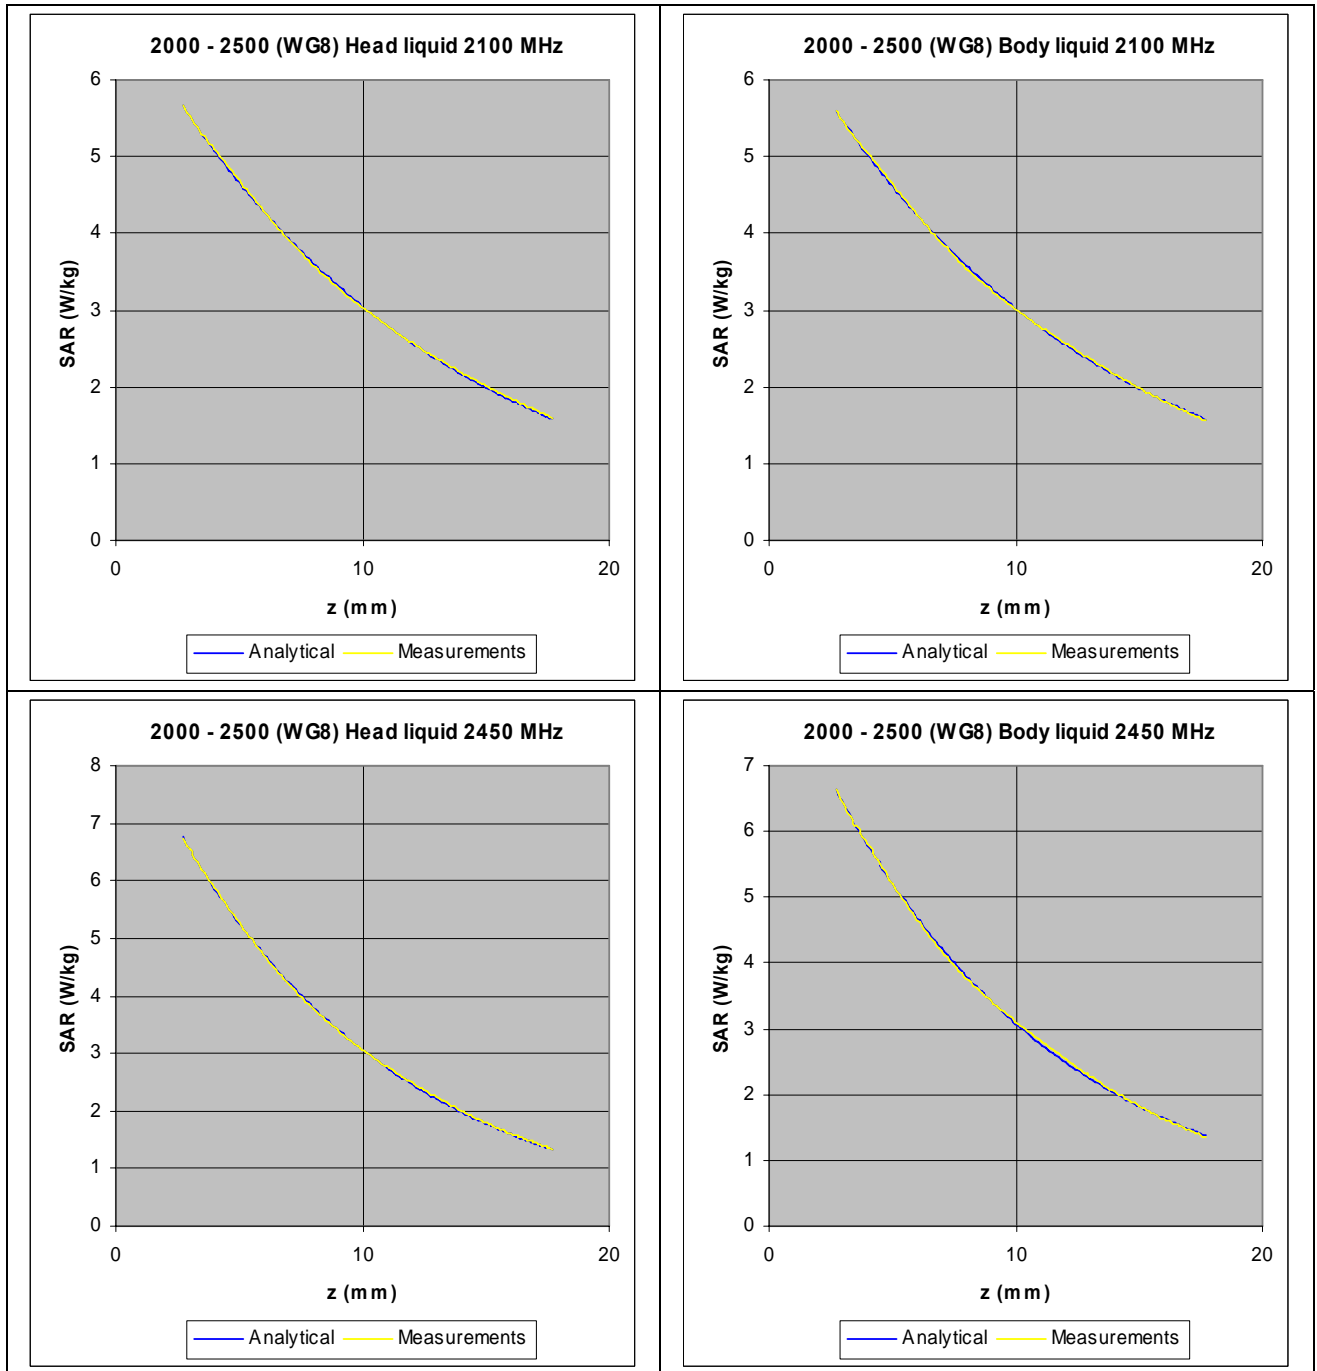 2000 - 2500 (WG8) Head liquid 2100 MHz
6
5
4
3
2
1
0
0 10 20
SAR (W/kg)
z (mm)
Analytical Measurements
2000 - 2500 (WG8) Body liquid 2100 MHz
6
5
4
3
2
1
0
0 10 20
SAR (W/kg)
z (mm)
Analytical Measurements
2000 - 2500 (WG8) Head liquid 2450 MHz
8
7
6
5
4
3
2
1
0
0 10 20
SAR (W/kg)
z (mm)
Analytical Measurements
2000 - 2500 (WG8) Body liquid 2450 MHz
7
6
5
4
3
2
1
0
0 10 20
SAR (W/kg)
z (mm)
Analytical Measurements